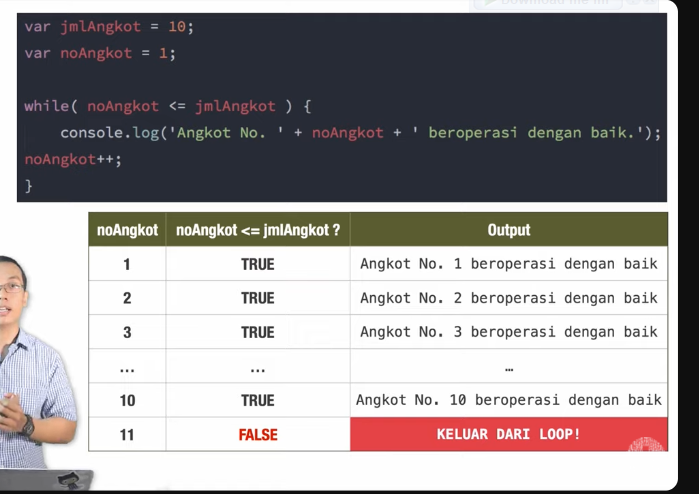 var jmlAngkot = 10;
var noAngkot = 1;
while( noAngkot <= jmlAngkot ) {
console.log('Angkot No. ' + noAngkot + ' beroperasi dengan baik.');
noAngkot++;
}
noAngkot noAngkot <= jmlAngkot ? Output
1 TRUE Angkot No. 1 beroperasi dengan baik
2 TRUE Angkot No. 2 beroperasi dengan baik
3 TRUE Angkot No. 3 beroperasi dengan baik
... ... …
10 TRUE Angkot No. 10 beroperasi dengan baik
11 FALSE KELUAR DARI LOOP!